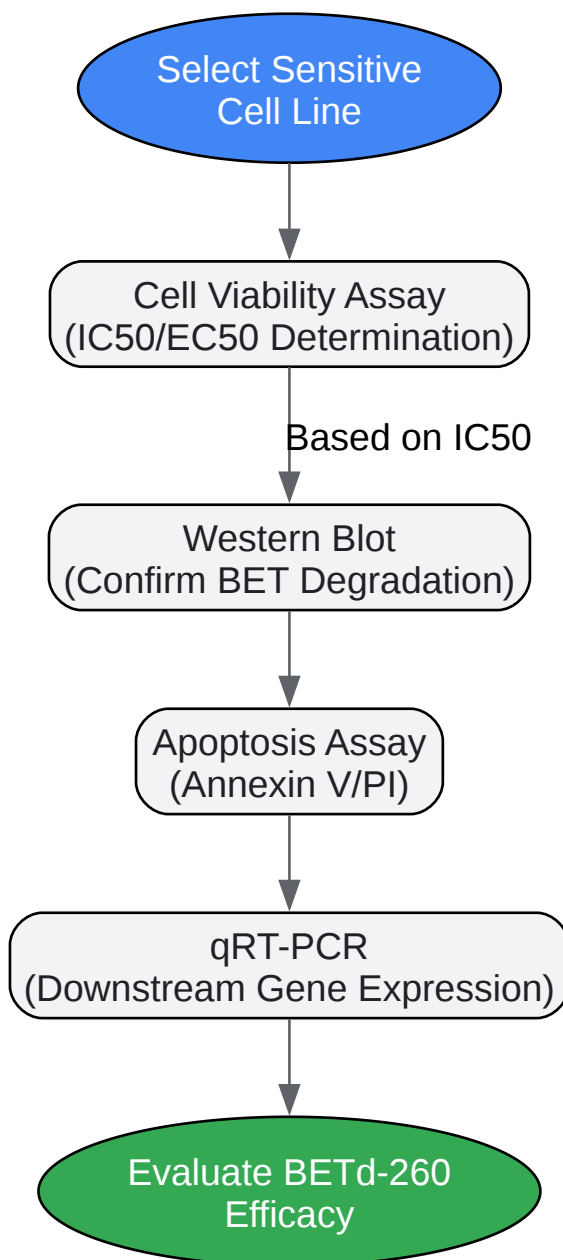 Select Sensitive
Cell Line
Cell Viability Assay
(IC50/EC50 Determination)
Based on IC50
Western Blot
(Confirm BET Degradation)
Apoptosis Assay
(Annexin V/PI)
qRT-PCR
(Downstream Gene Expression)
Evaluate BETd-260
Efficacy